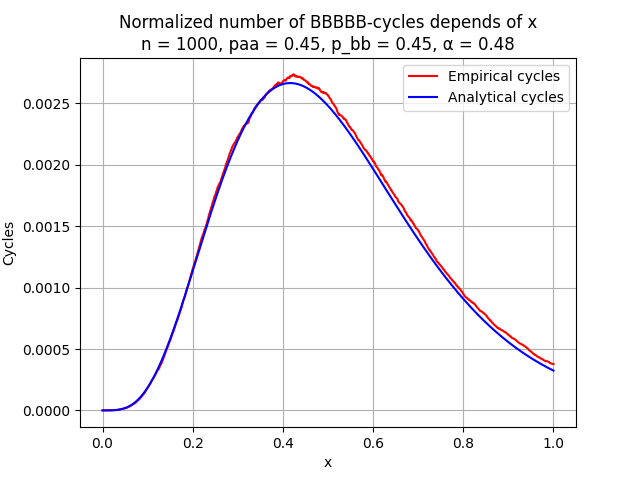 Normalized number of BBBBB-cycles depends of x
n = 1000, paa = 0.45, p_bb = 0.45, α = 0.48
Empirical cycles
Analytical cycles
0.0025
0.0020
0.0015
0.0010
0.0005
0.0000
Cycles
0.0 0.2 0.4 0.6 0.8 1.0
x